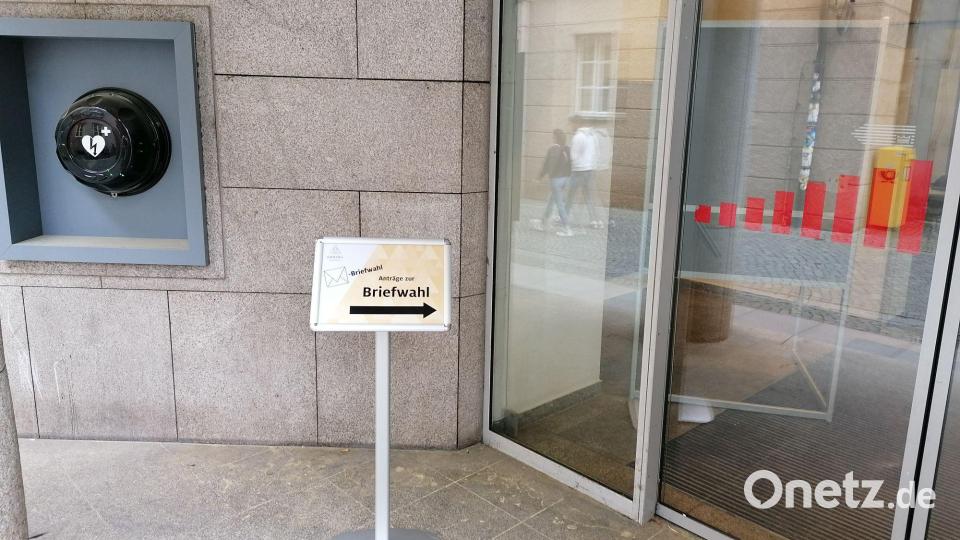 -Briefwahl
Anträge zur
Briefwahl
Onetz.de